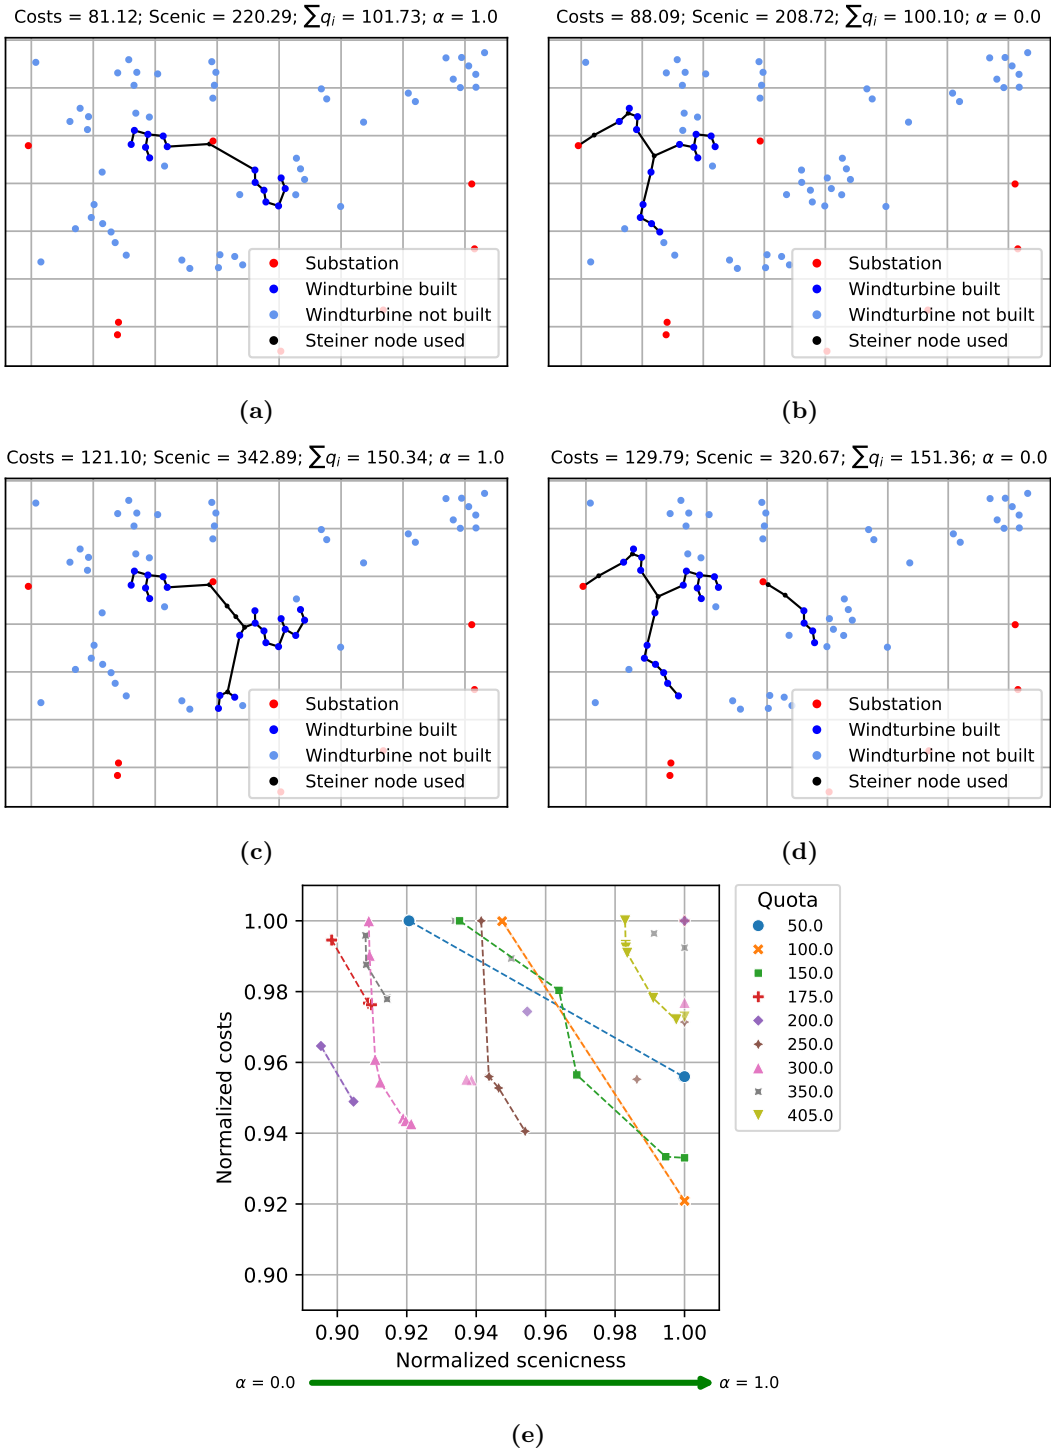 Costs = 81.12; Scenic = 220.29; ∑qᵢ = 101.73; α = 1.0
Costs = 88.09; Scenic = 208.72; ∑qᵢ = 100.10; α = 0.0
Substation
Windturbine built
Windturbine not built
Steiner node used
Substation
Windturbine built
Windturbine not built
Steiner node used
(a)
(b)
Costs = 121.10; Scenic = 342.89; ∑qᵢ = 150.34; α = 1.0
Costs = 129.79; Scenic = 320.67; ∑qᵢ = 151.36; α = 0.0
Substation
Windturbine built
Windturbine not built
Steiner node used
Substation
Windturbine built
Windturbine not built
Steiner node used
(c)
(d)
Normalized costs
1.00
0.98
0.96
0.94
0.92
0.90
0.90 0.92 0.94 0.96 0.98 1.00
Normalized scenicness
α = 0.0
α = 1.0
Quota
50.0
100.0
150.0
175.0
200.0
250.0
300.0
350.0
405.0
(e)